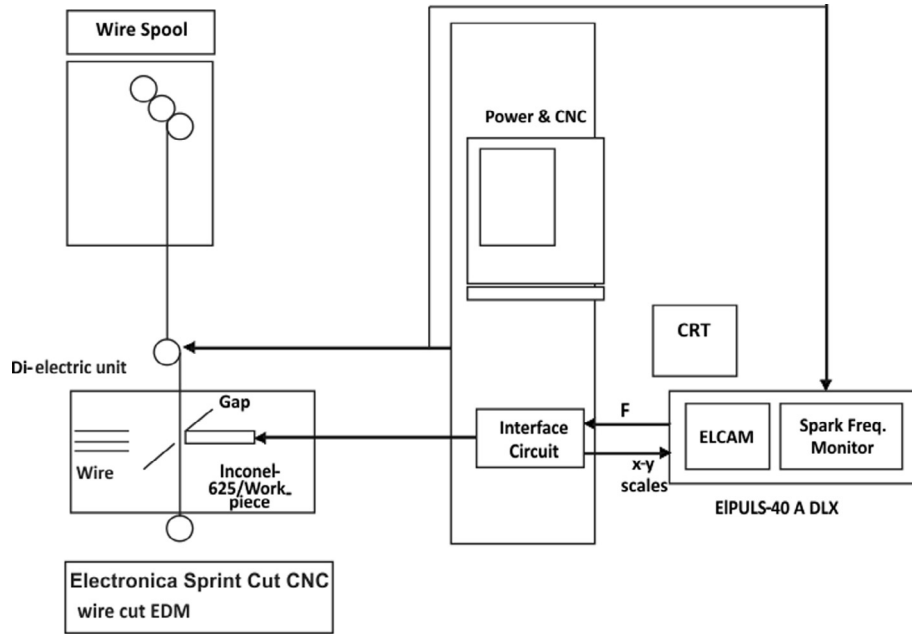 Wire Spool
Power & CNC
CRT
Di-electric unit
Gap
Wire
Inconel-
625/Work_
piece
Interface
Circuit
F
x-y
scales
ELCAM
Spark Freq.
Monitor
ElPULS-40 A DLX
Electronica Sprint Cut CNC
wire cut EDM